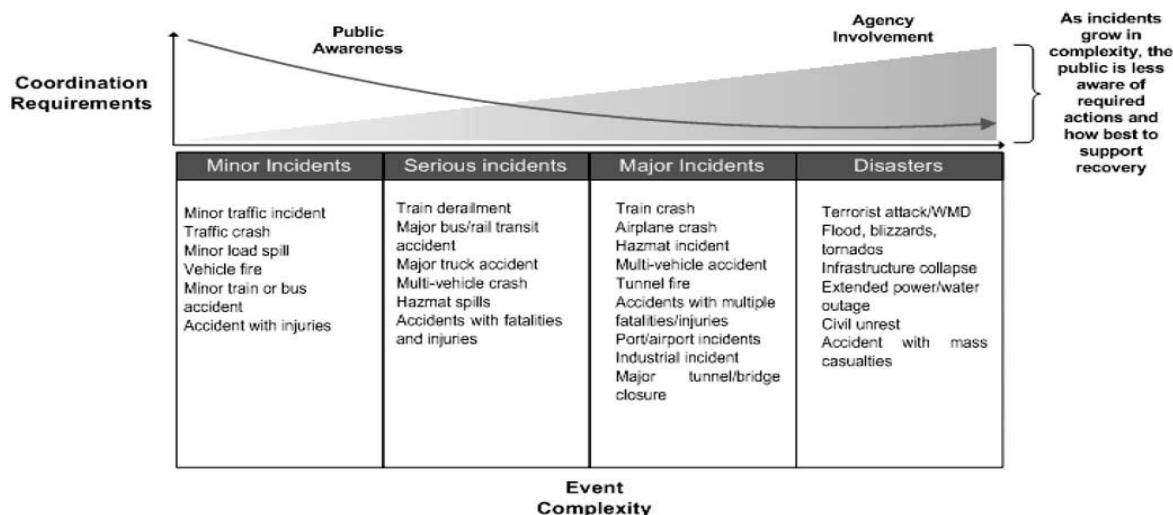 Public
Awareness
Agency
Involvement
As incidents
grow in
complexity, the
public is less
aware of
required
actions and
how best to
support
recovery
Coordination
Requirements
Minor Incidents
Serious incidents
Major Incidents
Disasters
Minor traffic incident
Traffic crash
Minor load spill
Vehicle fire
Minor train or bus
accident
Accident with injuries
Train derailment
Major bus/rail transit
accident
Major truck accident
Multi-vehicle crash
Hazmat spills
Accidents with fatalities
and injuries
Train crash
Airplane crash
Hazmat incident
Multi-vehicle accident
Tunnel fire
Accidents with multiple
fatalities/injuries
Port/airport incidents
Industrial incident
Major tunnel/bridge
closure
Terrorist attack/WMD
Flood, blizzards,
tornados
Infrastructure collapse
Extended power/water
outage
Civil unrest
Accident with mass
casualties
Event
Complexity